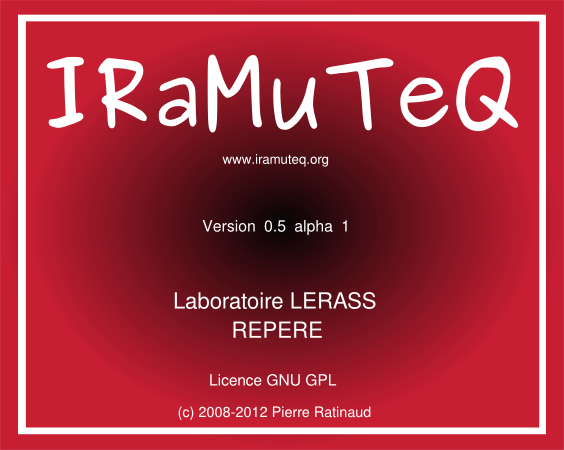 IRaMuTeQ
www.iramuteq.org
Version 0.5 alpha 1
Laboratoire LERASS
REPERE
Licence GNU GPL
(c) 2008-2012 Pierre Ratinaud